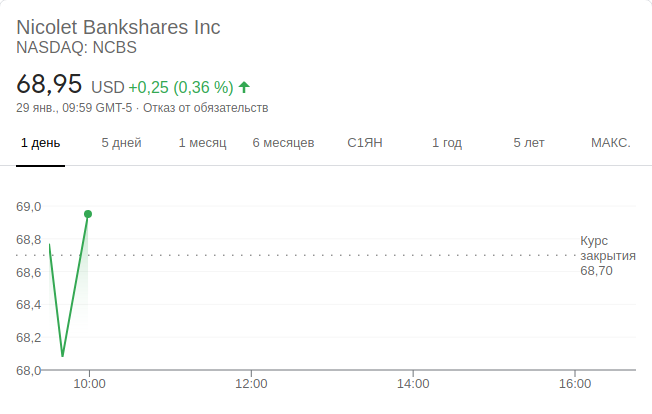 Nicolet Bankshares Inc
NASDAQ: NCBS
68,95 USD +0,25 (0,36 %)
29 янв., 09:59 GMT-5 · Отказ от обязательств
1 день 5 дней 1 месяц 6 месяцев С1ЯН 1 год 5 лет МАКС.
69,0
68,8
68,6
68,4
68,2
68,0
Курс
закрытия
68,70
10:00 12:00 14:00 16:00